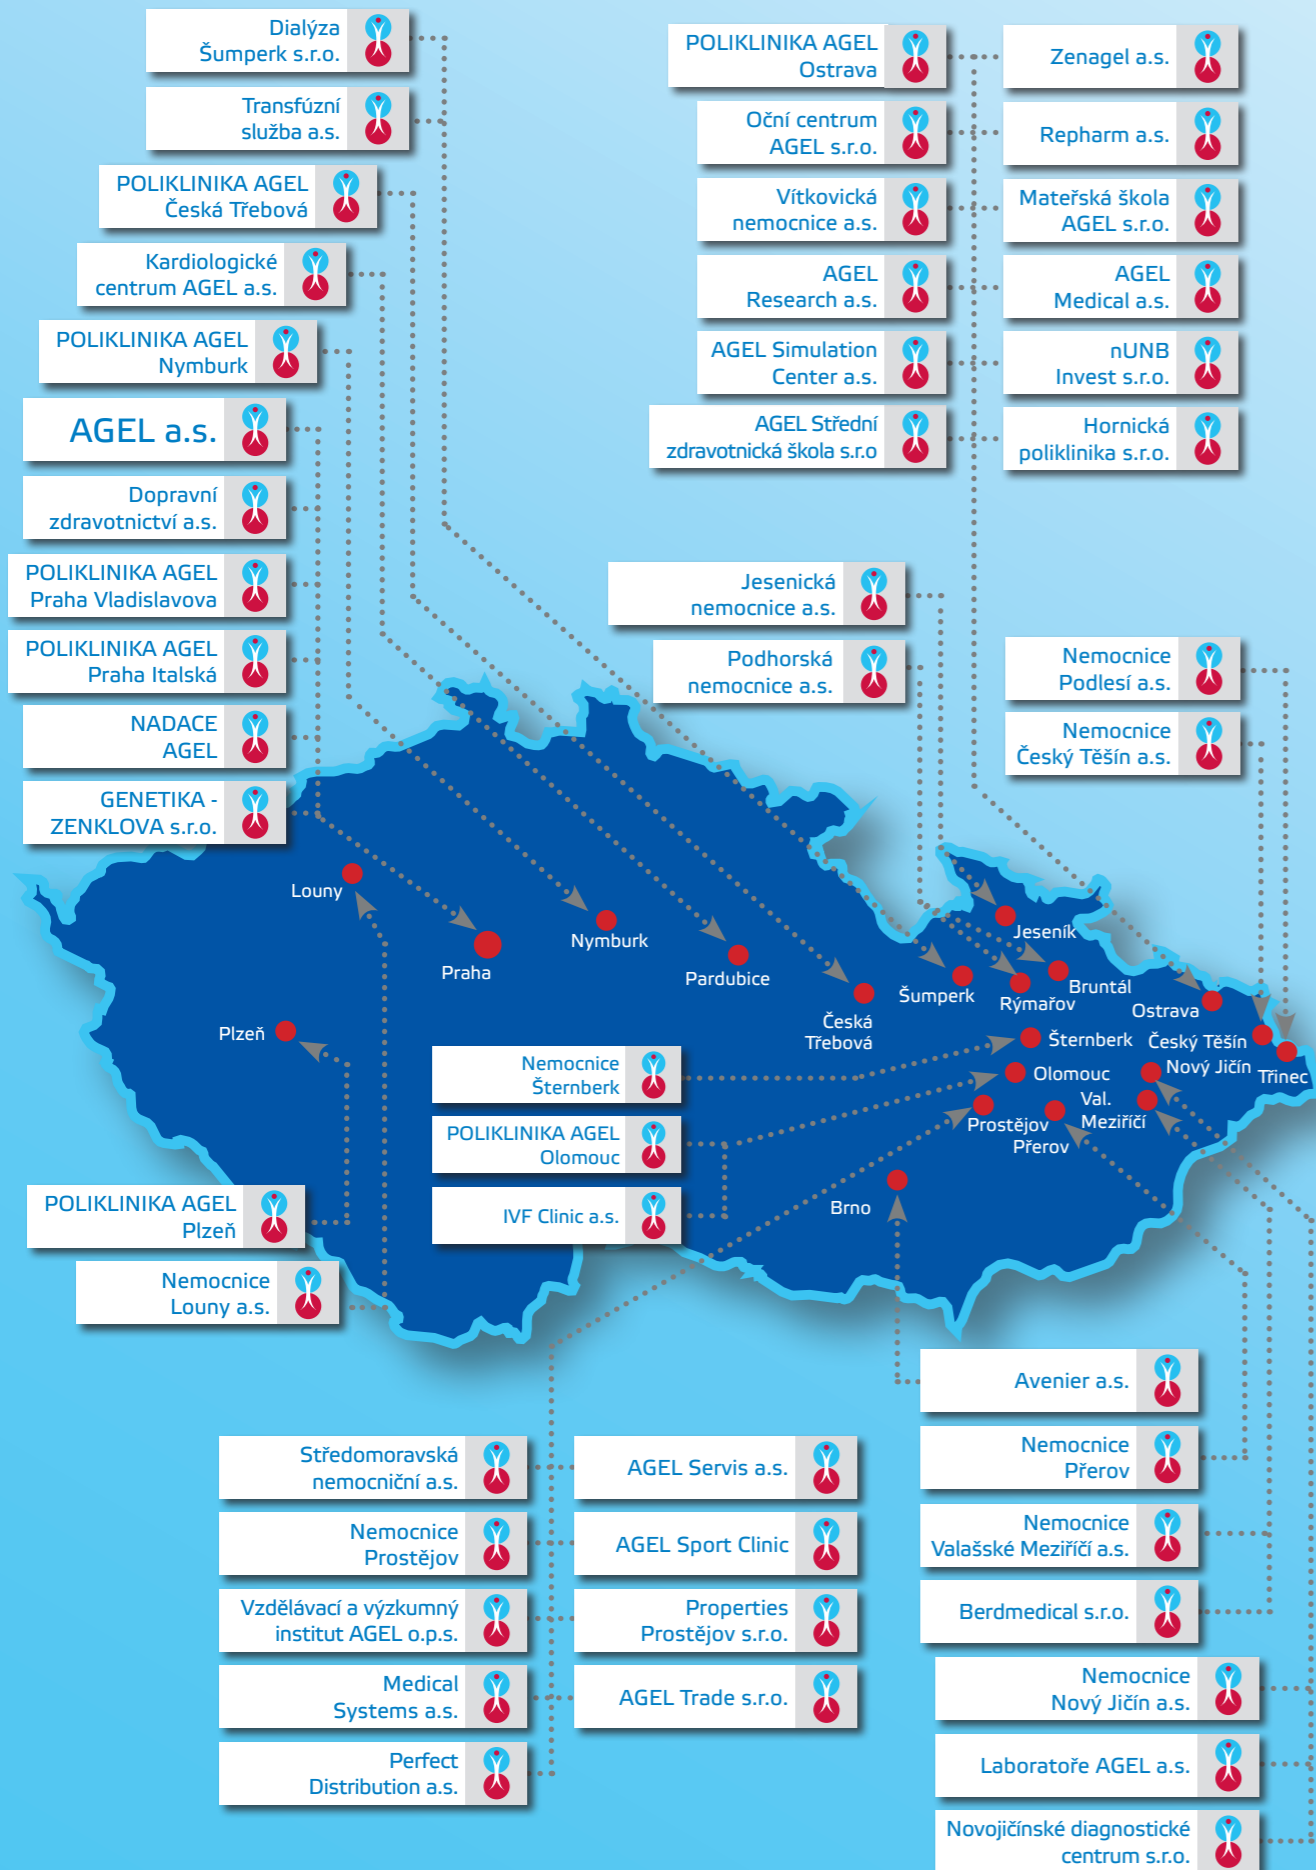 Dialýza
Šumperk s.r.o.
Transfúzní
služba a.s.
POLIKLINIKA AGEL
Česká Třebová
Kardiologické
centrum AGEL a.s.
POLIKLINIKA AGEL
Nymburk
AGEL a.s.
Dopravní
zdravotnictví a.s.
POLIKLINIKA AGEL
Praha Vladislavova
POLIKLINIKA AGEL
Praha Italská
NADACE
AGEL
GENETIKA -
ZENKLOVA s.r.o.
POLIKLINIKA AGEL
Ostrava
Oční centrum
AGEL s.r.o.
Vítkovická
nemocnice a.s.
AGEL
Research a.s.
AGEL Simulation
Center a.s.
AGEL Střední
zdravotnická škola s.r.o
Zenagel a.s.
Repharm a.s.
Mateřská škola
AGEL s.r.o.
AGEL
Medical a.s.
nUNB
Invest s.r.o.
Hornická
poliklinika s.r.o.
Jesenická
nemocnice a.s.
Podhorská
nemocnice a.s.
Nemocnice
Podlesí a.s.
Nemocnice
Český Těšín a.s.
Louny
Praha
Nymburk
Pardubice
Česká
Třebová
Šumperk
Jeseník
Rýmařov
Bruntál
Ostrava
Plzeň
Šternberk
Český Těšín
Olomouc
Nový Jičín
Třinec
Val.
Meziříčí
Prostějov
Přerov
Brno
Nemocnice
Šternberk
POLIKLINIKA AGEL
Olomouc
IVF Clinic a.s.
POLIKLINIKA AGEL
Plzeň
Nemocnice
Louny a.s.
Středomoravská
nemocniční a.s.
Nemocnice
Prostějov
Vzdělávací a výzkumný
institut AGEL o.p.s.
Medical
Systems a.s.
Perfect
Distribution a.s.
AGEL Servis a.s.
AGEL Sport Clinic
Properties
Prostějov s.r.o.
AGEL Trade s.r.o.
Avenier a.s.
Nemocnice
Přerov
Nemocnice
Valašské Meziříčí a.s.
Berdmedical s.r.o.
Nemocnice
Nový Jičín a.s.
Laboratoře AGEL a.s.
Novojičínské diagnostické
centrum s.r.o.